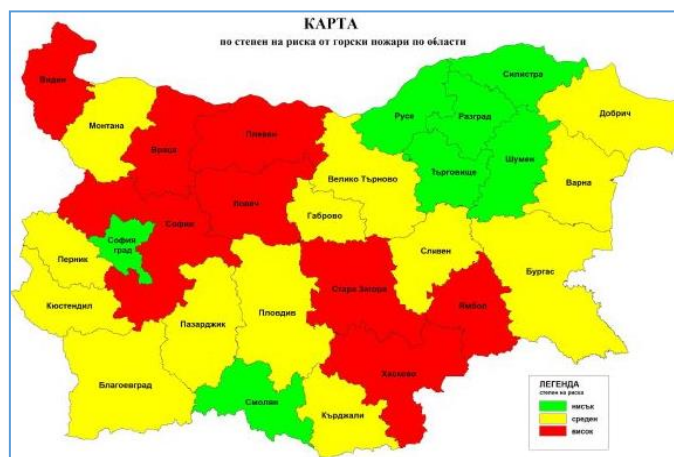 КАРТА
по степен на риска от горски пожари по области
Видин
Монтана
Враца
Плевен
Русе
Силистра
Разград
Добрич
Шумен
Търговище
Варна
Велико Търново
Ловеч
Габрово
София
София
град
Перник
Сливен
Бургас
Кюстендил
Стара Загора
Ямбол
Пазарджик
Пловдив
Хасково
Благоевград
Смолян
Кърджали
ЛЕГЕНДА
степен на риска
нисък
среден
висок